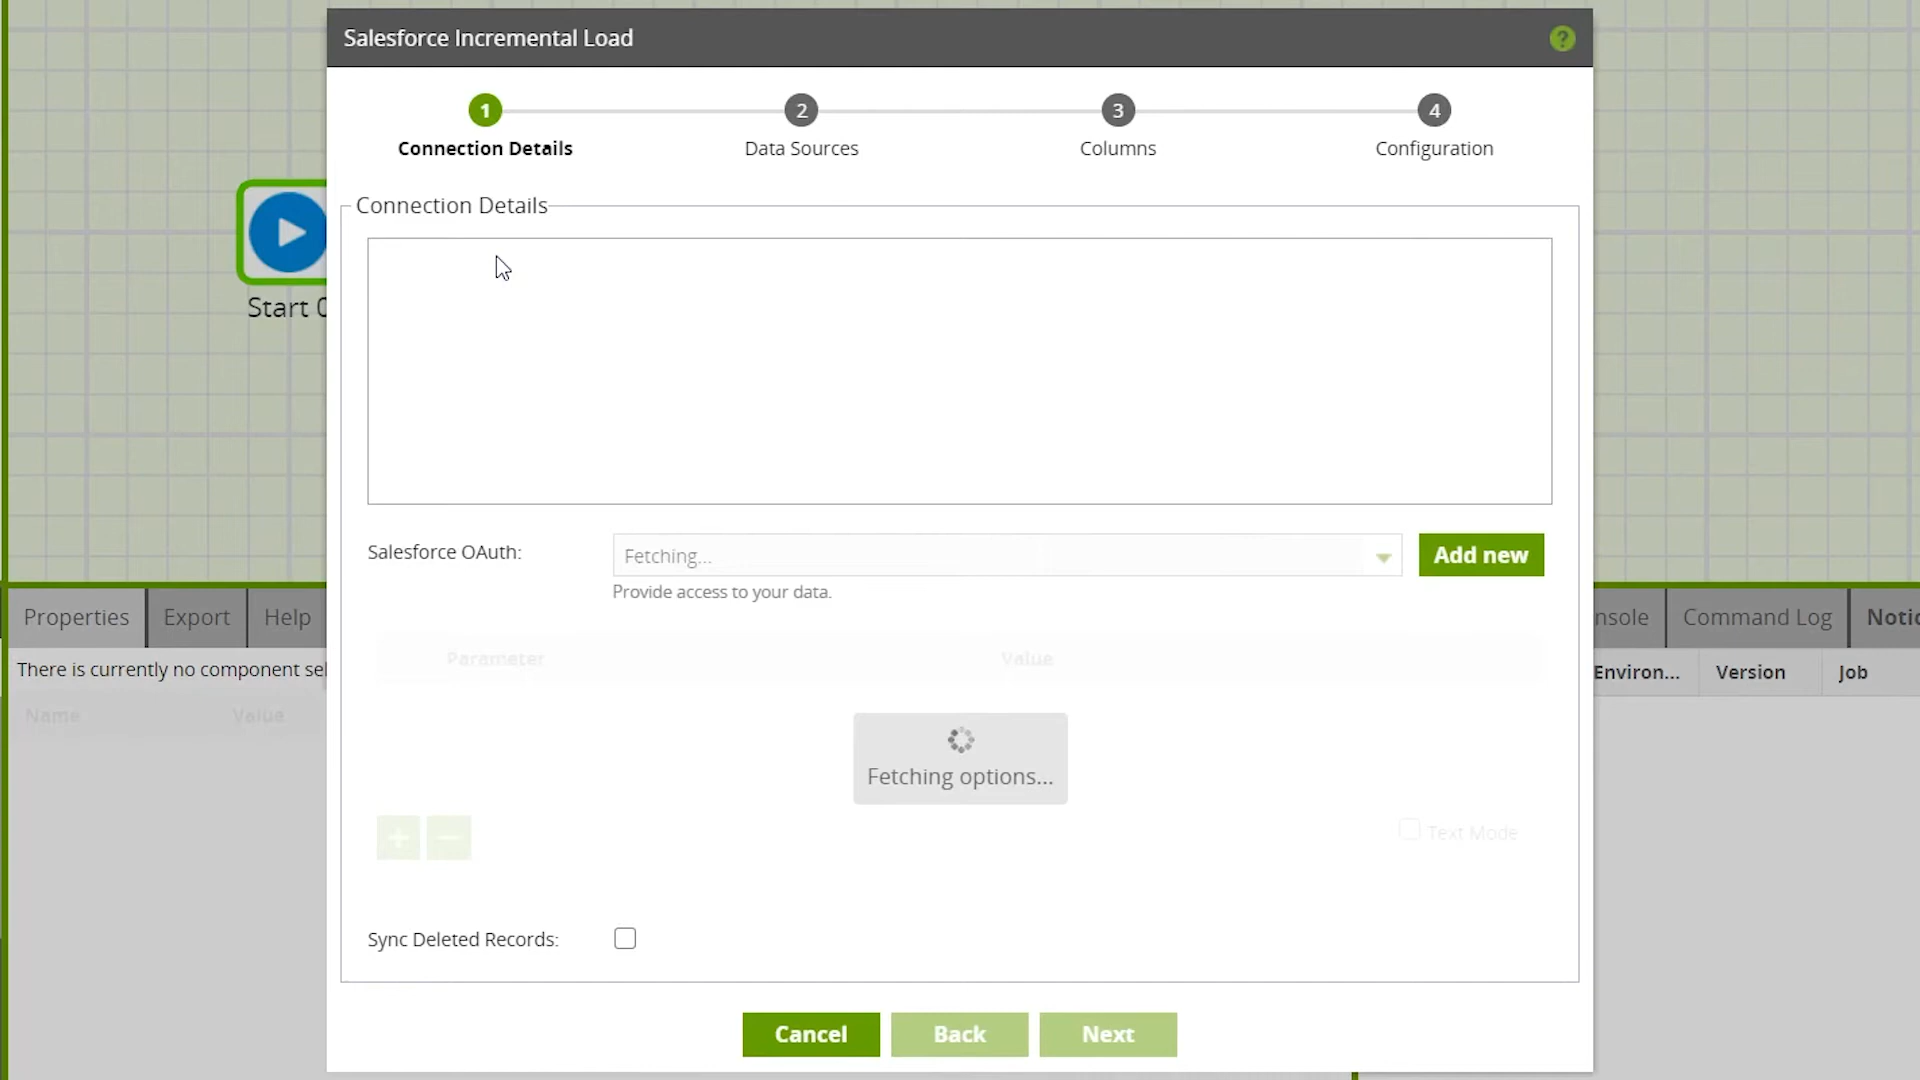 Salesforce Incremental Load
?
1
2
3
4
Connection Details
Data Sources
Columns
Configuration
Connection Details
Start 0
Salesforce OAuth:
Fetching...
Add new
Provide access to your data.
Properties
Export
Help
nsole
Command Log
Notic
There is currently no component sel
Name
Value
Parameter
Value
Environ...
Version
Job
Fetching options...
Text Mode
Sync Deleted Records:
Cancel
Back
Next